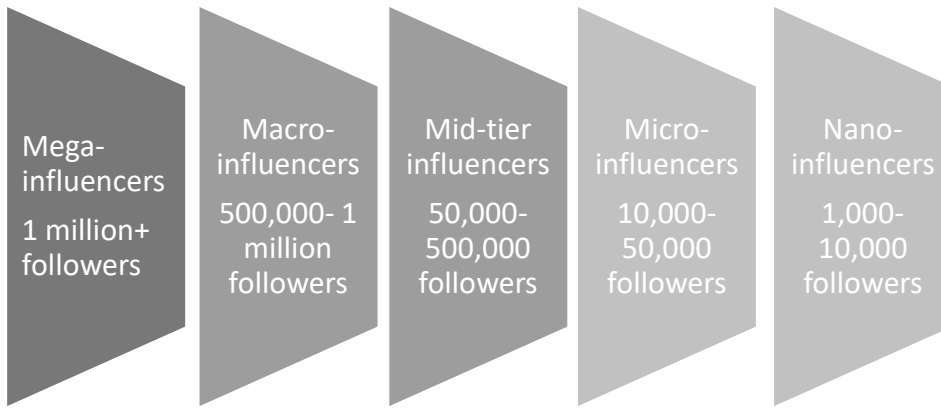 Mega-
influencers
1 million+
followers
Macro-
influencers
500,000- 1
million
followers
Mid-tier
influencers
50,000-
500,000
followers
Micro-
influencers
10,000-
50,000
followers
Nano-
influencers
1,000-
10,000
followers